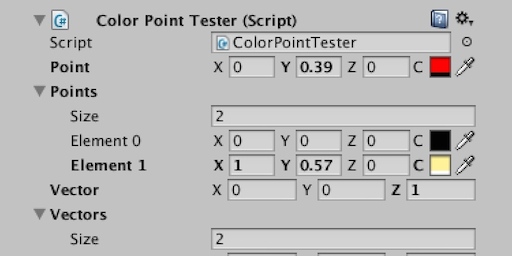 Color Point Tester (Script)
Script ColorPointTester
Point X 0 Y 0.39 Z 0 C
Points
Size 2
Element 0 X 0 Y 0 Z 0 C
Element 1 X 1 Y 0.57 Z 0 C
Vector X 0 Y 0 Z 1
Vectors
Size 2